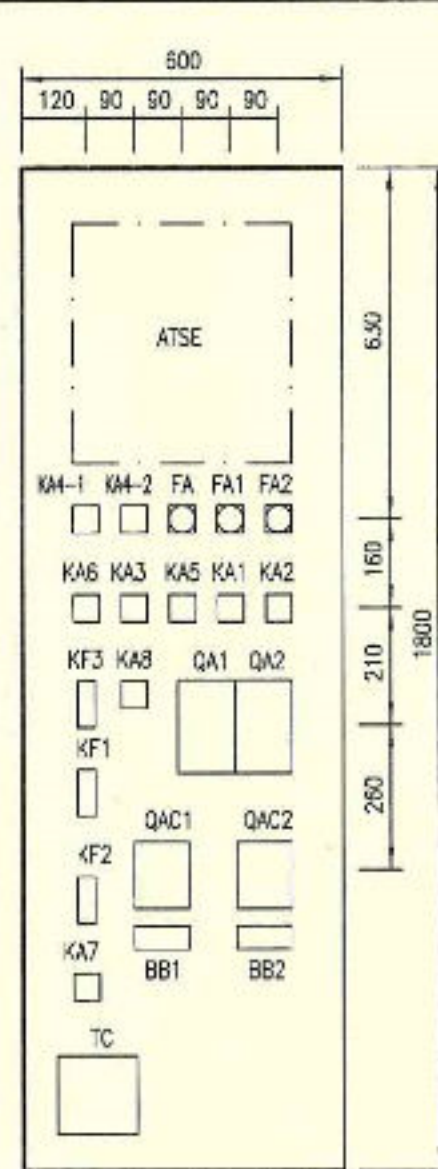 600
120 90 90 90 90
ATSE
630
KA4-1 KA4-2 FA FA1 FA2
160
KA6 KA3 KA5 KA1 KA2
1800
210
KF3 KA8 QA1 QA2
KF1
260
QAC1 QAC2
KF2
BB1 BB2
KA7
TC